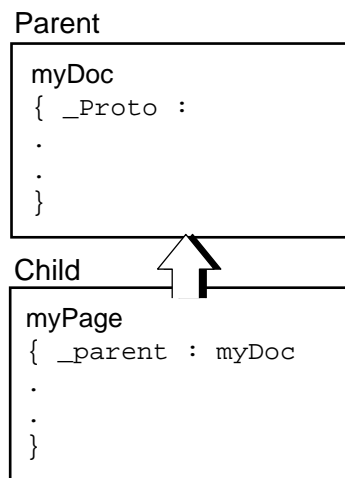 Parent
myDoc
{ _Proto :
.
.
}
Child
myPage
{ _parent : myDoc
.
.
}